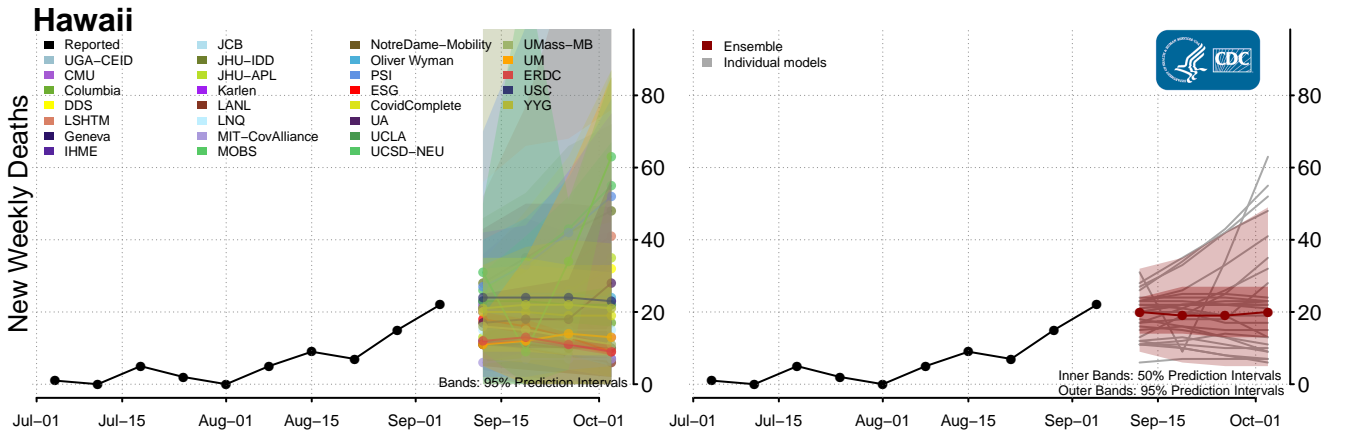 Hawaii
New Weekly Deaths
Reported
UGA−CEID
CMU
Columbia
DDS
LSHTM
Geneva
IHME
JCB
JHU−IDD
JHU−APL
Karlen
LANL
LNQ
MIT−CovAlliance
MOBS
NotreDame−Mobility
Oliver Wyman
PSI
ESG
CovidComplete
UA
UCLA
UCSD−NEU
UMass−MB
UM
ERDC
USC
YYG
80
60
40
20
0
Bands: 95% Prediction Intervals
Jul−01 Jul−15 Aug−01 Aug−15 Sep−01 Sep−15 Oct−01
Ensemble
Individual models
CDC
80
60
40
20
0
Inner Bands: 50% Prediction Intervals
Outer Bands: 95% Prediction Intervals
Jul−01 Jul−15 Aug−01 Aug−15 Sep−01 Sep−15 Oct−01